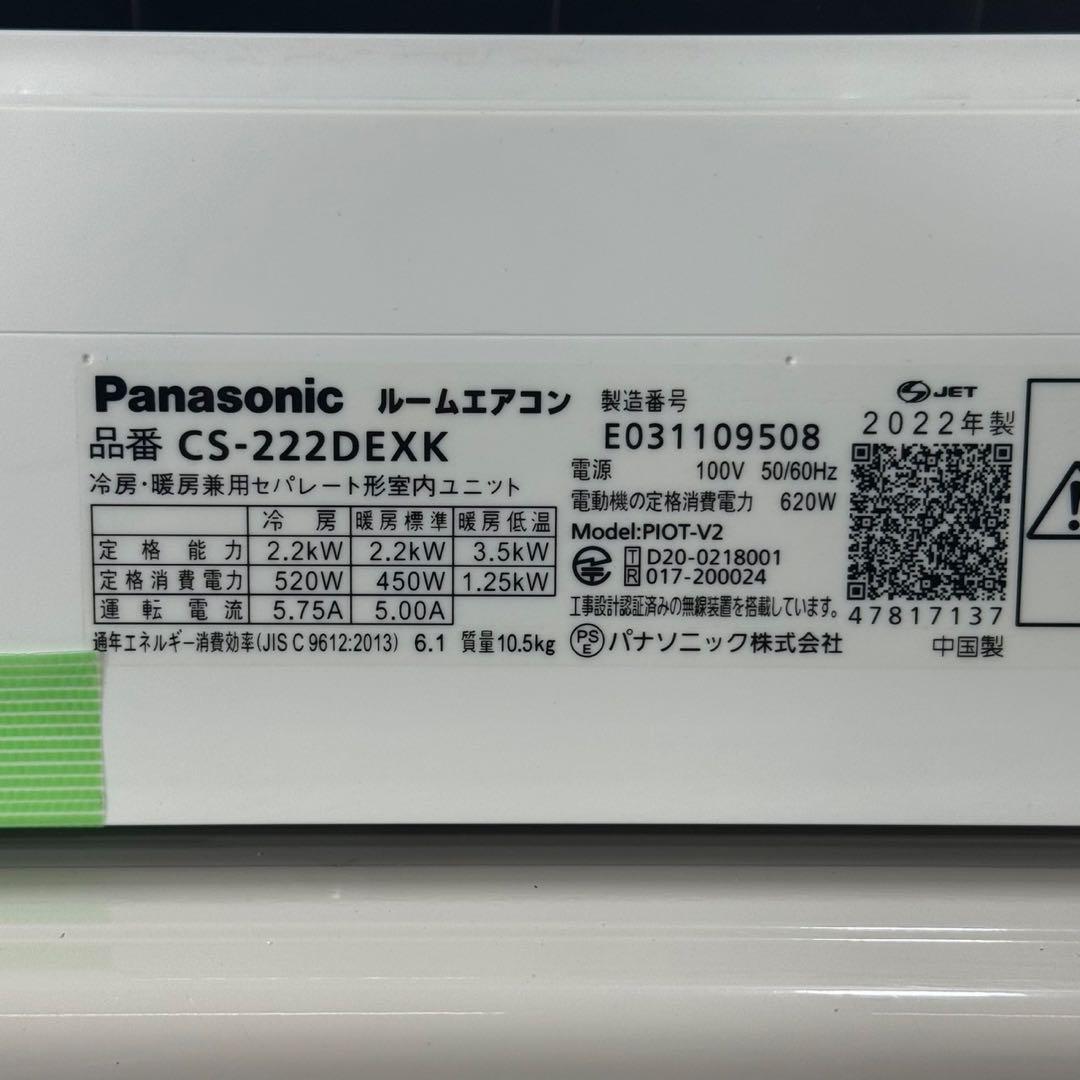 Panasonic ルームエアコン
品番 CS-222DEXK
冷房・暖房兼用セパレート形室内ユニット
冷房 暖房標準 暖房低温
定格能力 2.2kW 2.2kW 3.5kW
定格消費電力 520W 450W 1.25kW
運転電流 5.75A 5.00A
通年エネルギー消費効率(JIS C 9612:2013) 6.1 質量10.5kg
製造番号
E031109508
電源 100V 50/60Hz
電動機の定格消費電力 620W
Model:PIOT-V2
T D20-0218001
R 017-200024
工事設計認証済みの無線装置を搭載しています。
PSE パナソニック株式会社
JET
2022年製
47817137
中国製